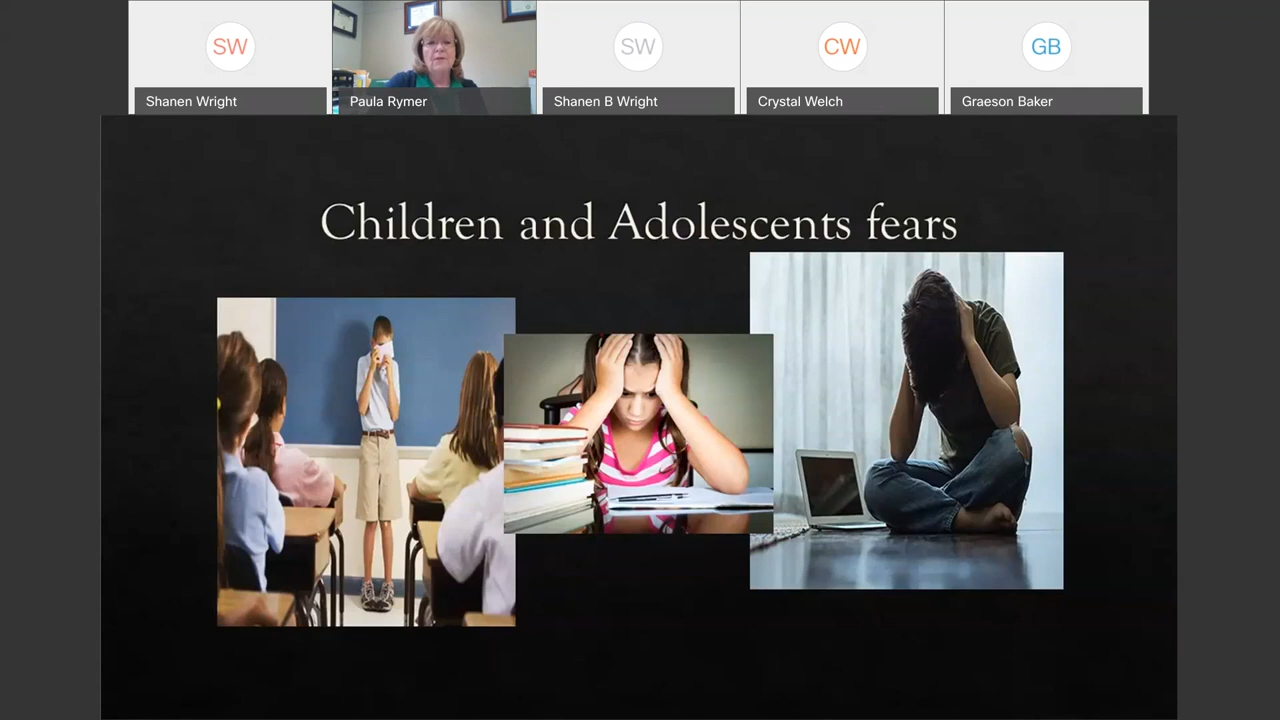 SW
Shanen Wright
Paula Rymer
SW
Shanen B Wright
CW
Crystal Welch
GB
Graeson Baker
Children and Adolescents fears